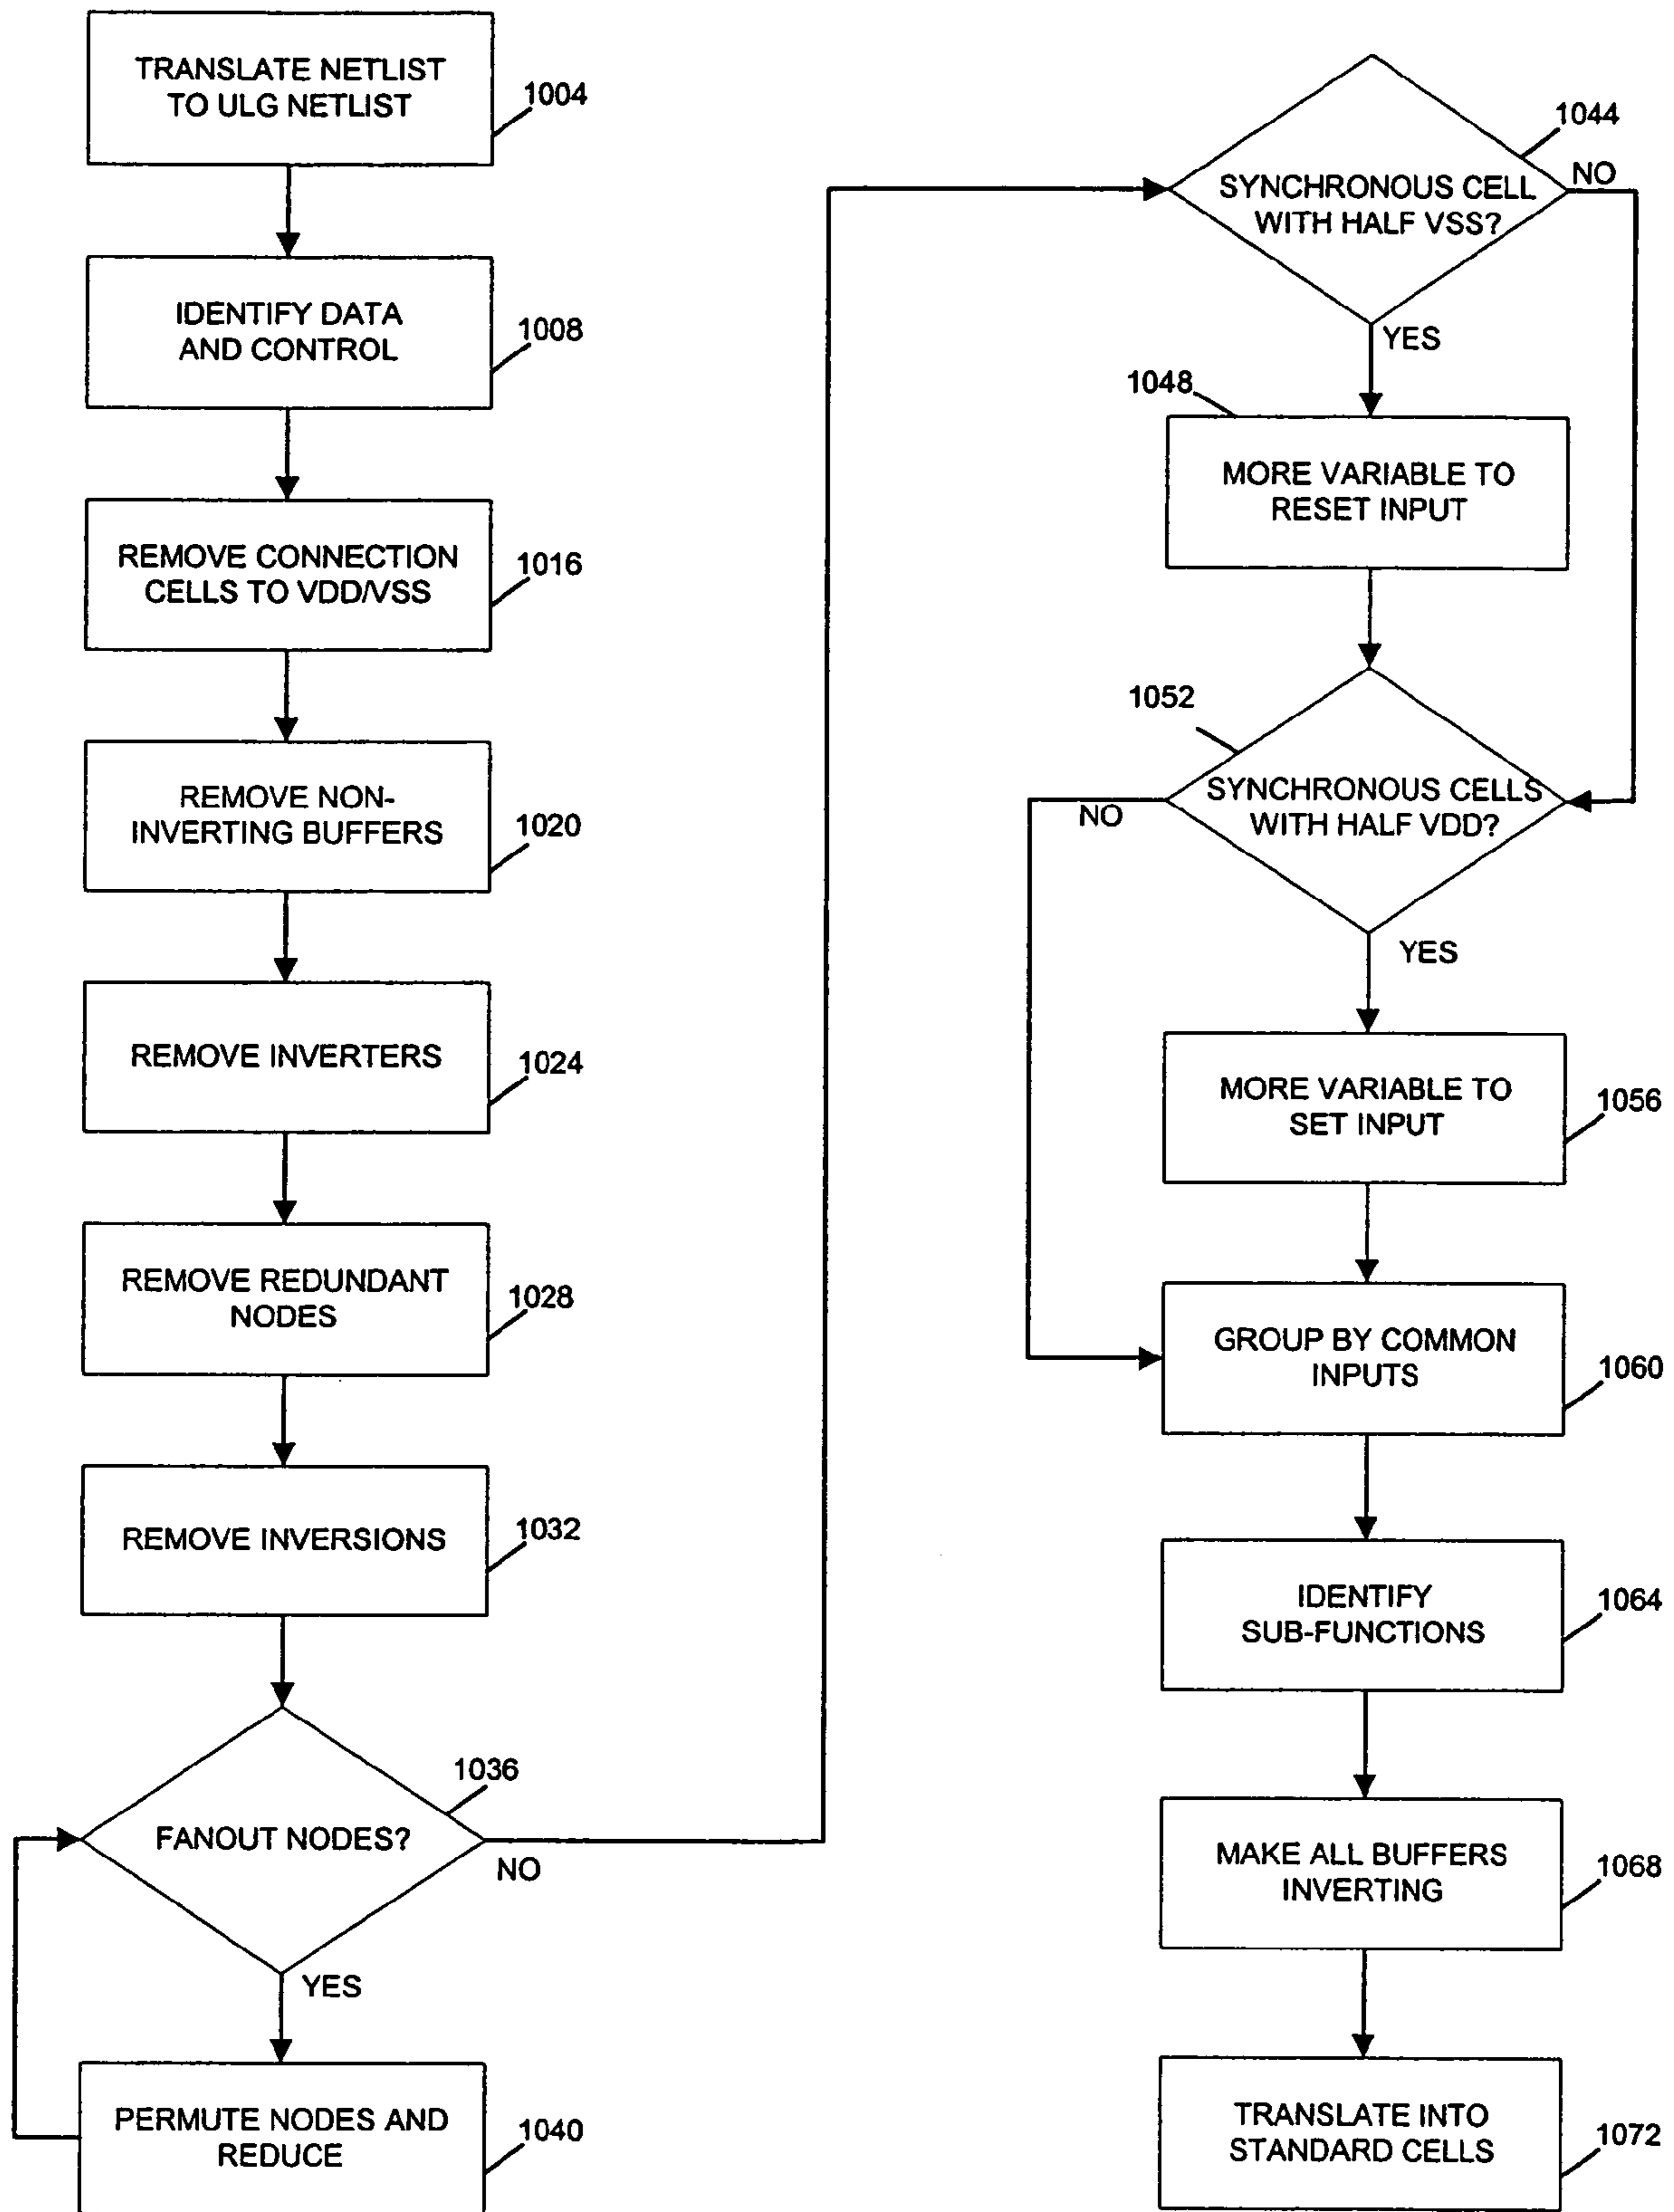 TRANSLATE NETLIST
TO ULG NETLIST
1004
IDENTIFY DATA
AND CONTROL
1008
REMOVE CONNECTION
CELLS TO VDD/VSS
1016
REMOVE NON-
INVERTING BUFFERS
1020
REMOVE INVERTERS
1024
REMOVE REDUNDANT
NODES
1028
REMOVE INVERSIONS
1032
1036
FANOUT NODES?
NO
YES
PERMUTE NODES AND
REDUCE
1040
1044
SYNCHRONOUS CELL
WITH HALF VSS?
NO
YES
1048
MORE VARIABLE TO
RESET INPUT
1052
SYNCHRONOUS CELLS
WITH HALF VDD?
NO
YES
MORE VARIABLE TO
SET INPUT
1056
GROUP BY COMMON
INPUTS
1060
IDENTIFY
SUB-FUNCTIONS
1064
MAKE ALL BUFFERS
INVERTING
1068
TRANSLATE INTO
STANDARD CELLS
1072